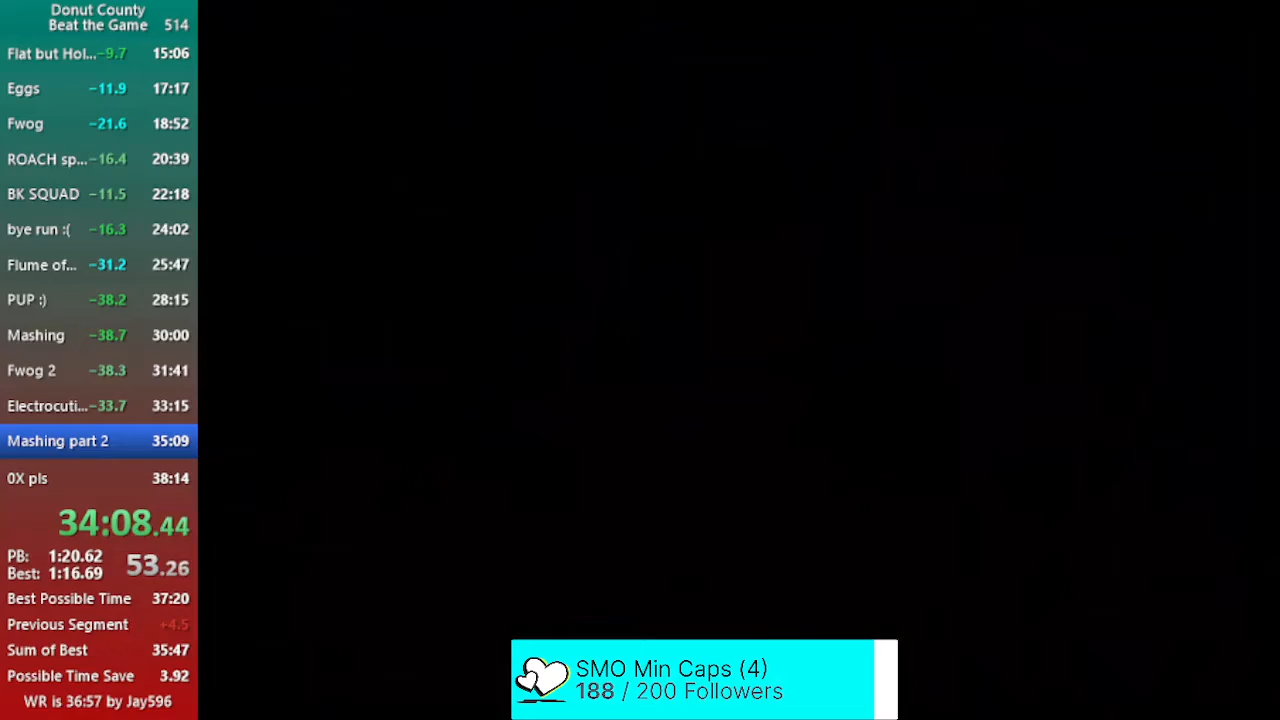 Donut County
Beat the Game 514
Flat but Hol... -9.7 15:06
Eggs -11.9 17:17
Fwog -21.6 18:52
ROACH sp... -16.4 20:39
BK SQUAD -11.5 22:18
bye run :( -16.3 24:02
Flume of... -31.2 25:47
PUP :) -38.2 28:15
Mashing -38.7 30:00
Fwog 2 -38.3 31:41
Electrocuti... -33.7 33:15
Mashing part 2 35:09
0X pls 38:14
34:08.44
PB: 1:20.62 53.26
Best: 1:16.69
Best Possible Time 37:20
Previous Segment +4.5
Sum of Best 35:47
Possible Time Save 3.92
WR is 36:57 by Jay596
SMO Min Caps (4)
188 / 200 Followers